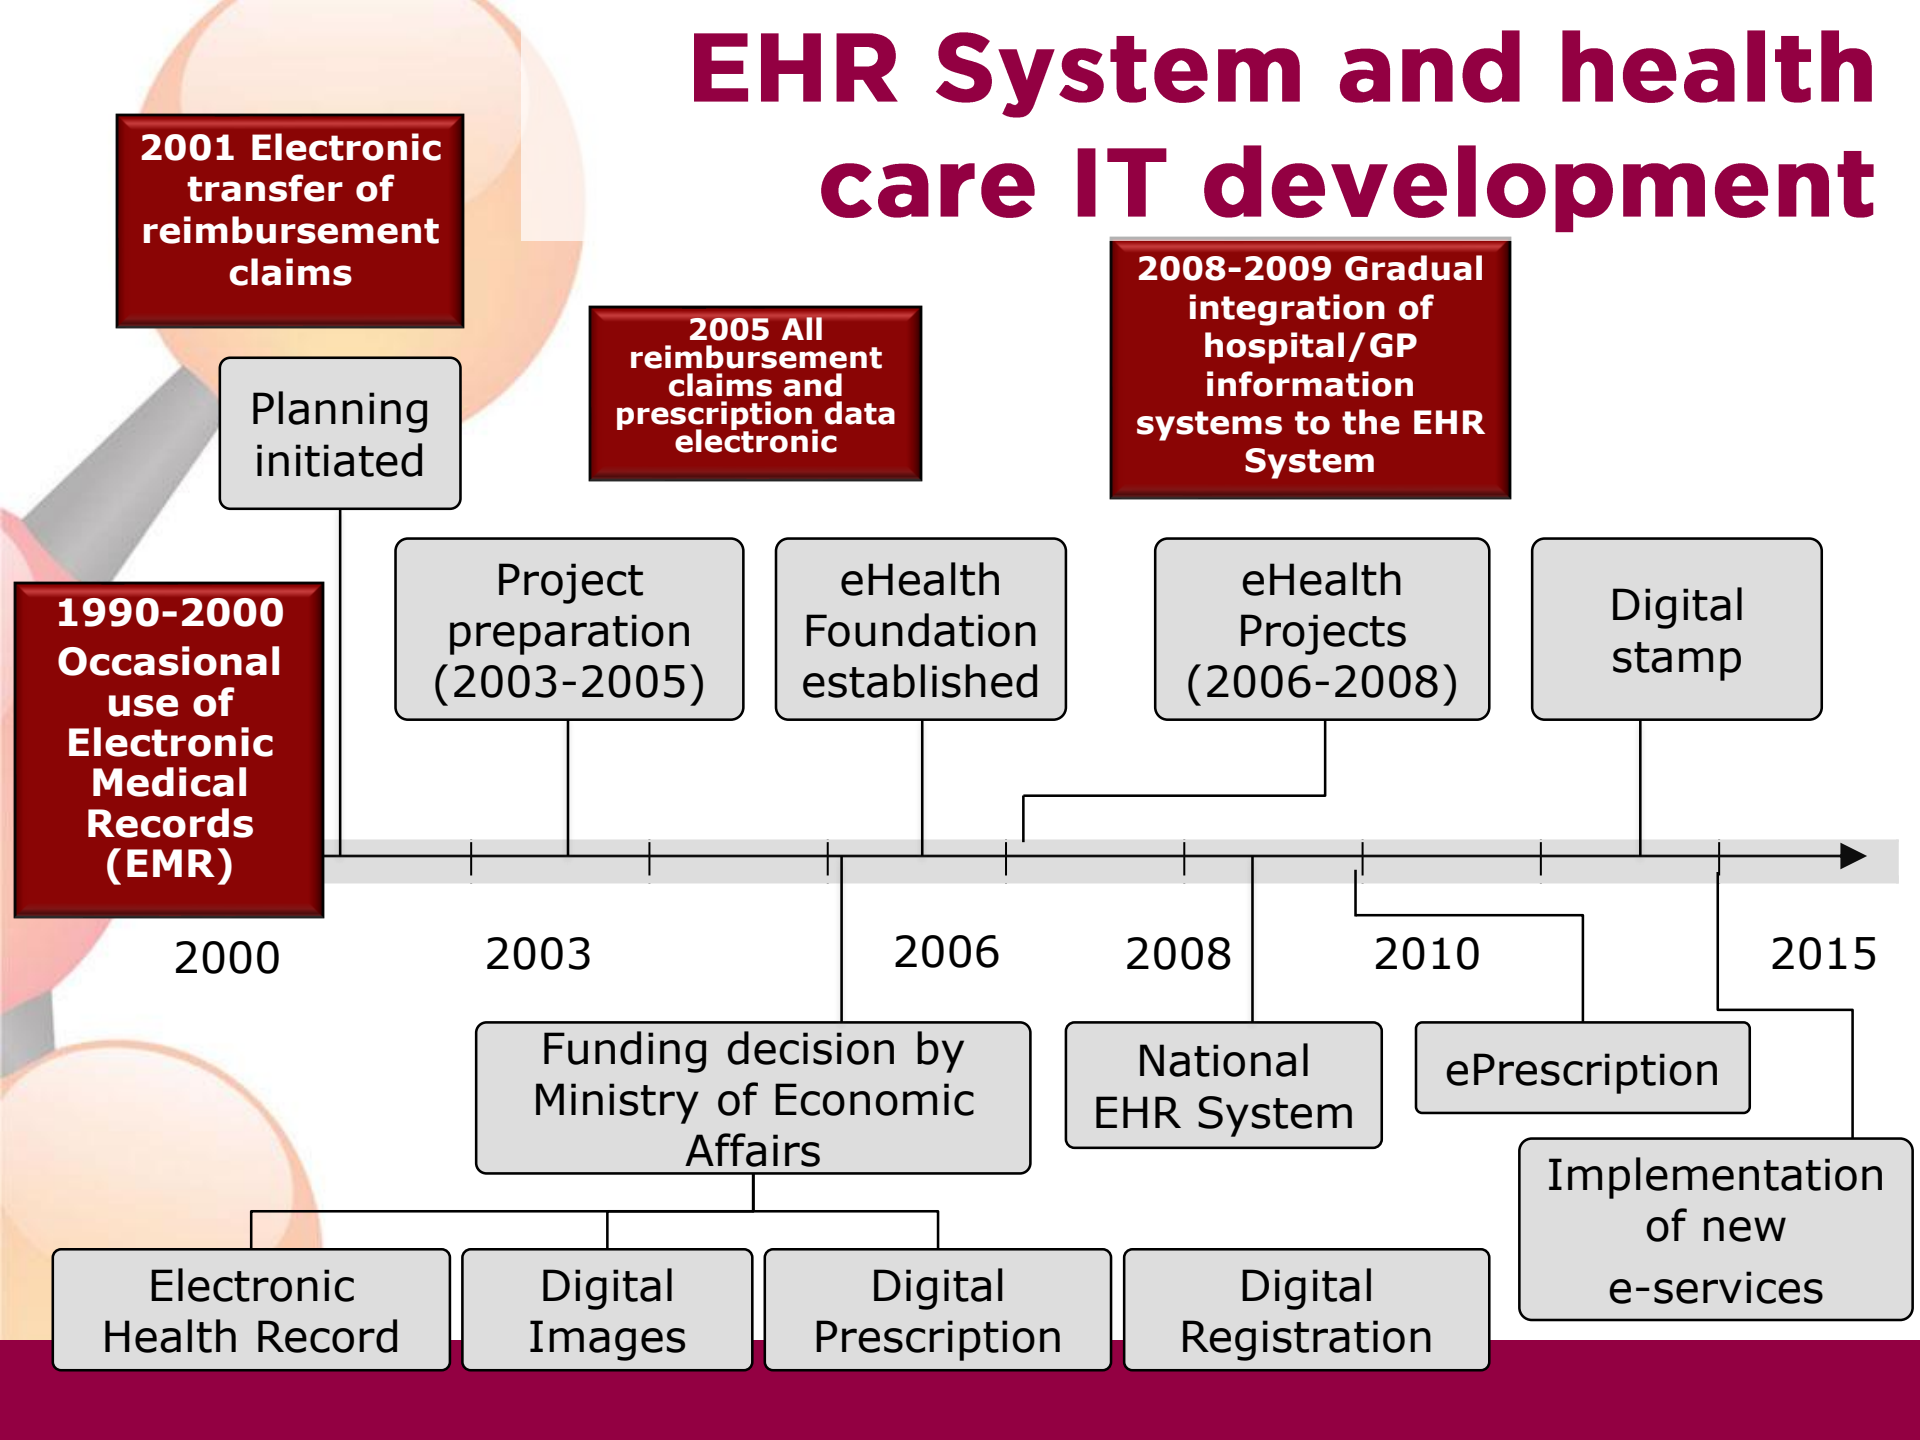 EHR System and health
care IT development
2001 Electronic
transfer of
reimbursement
claims
2005 All
reimbursement
claims and
prescription data
electronic
2008-2009 Gradual
integration of
hospital/GP
information
systems to the EHR
System
Planning
initiated
1990-2000
Occasional
use of
Electronic
Medical
Records
(EMR)
Project
preparation
(2003-2005)
eHealth
Foundation
established
eHealth
Projects
(2006-2008)
Digital
stamp
2000
2003
2006
2008
2010
2015
Funding decision by
Ministry of Economic
Affairs
National
EHR System
ePrescription
Implementation
of new
e-services
Electronic
Health Record
Digital
Images
Digital
Prescription
Digital
Registration